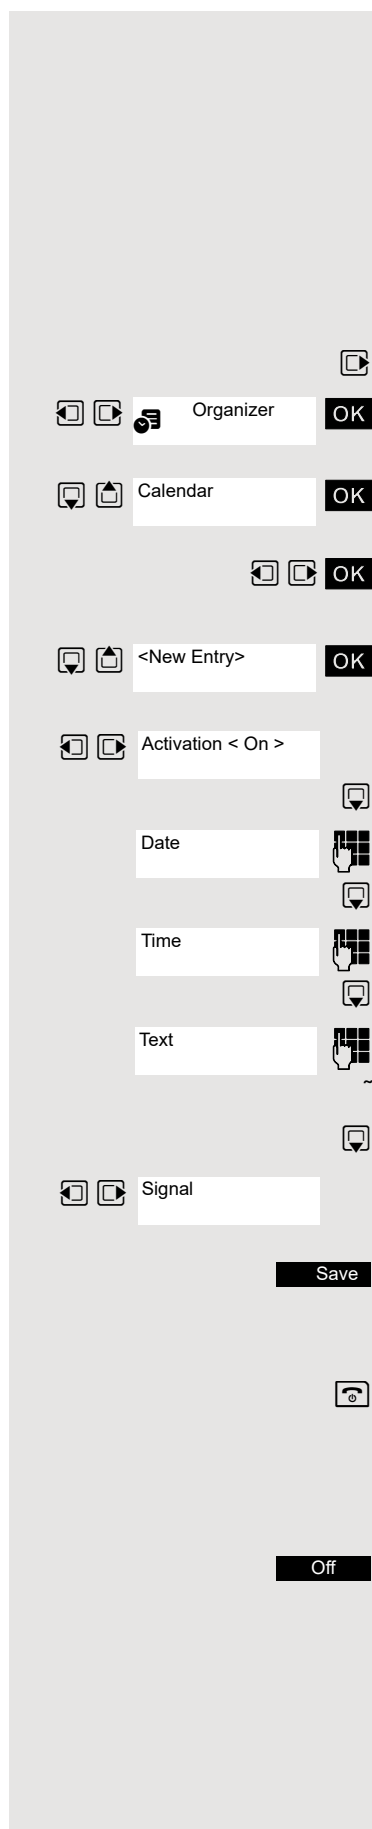 Organizer OK
Calendar OK
OK
<New Entry> OK
Activation < On >
Date
Time
Text
~
Signal
Save
Off